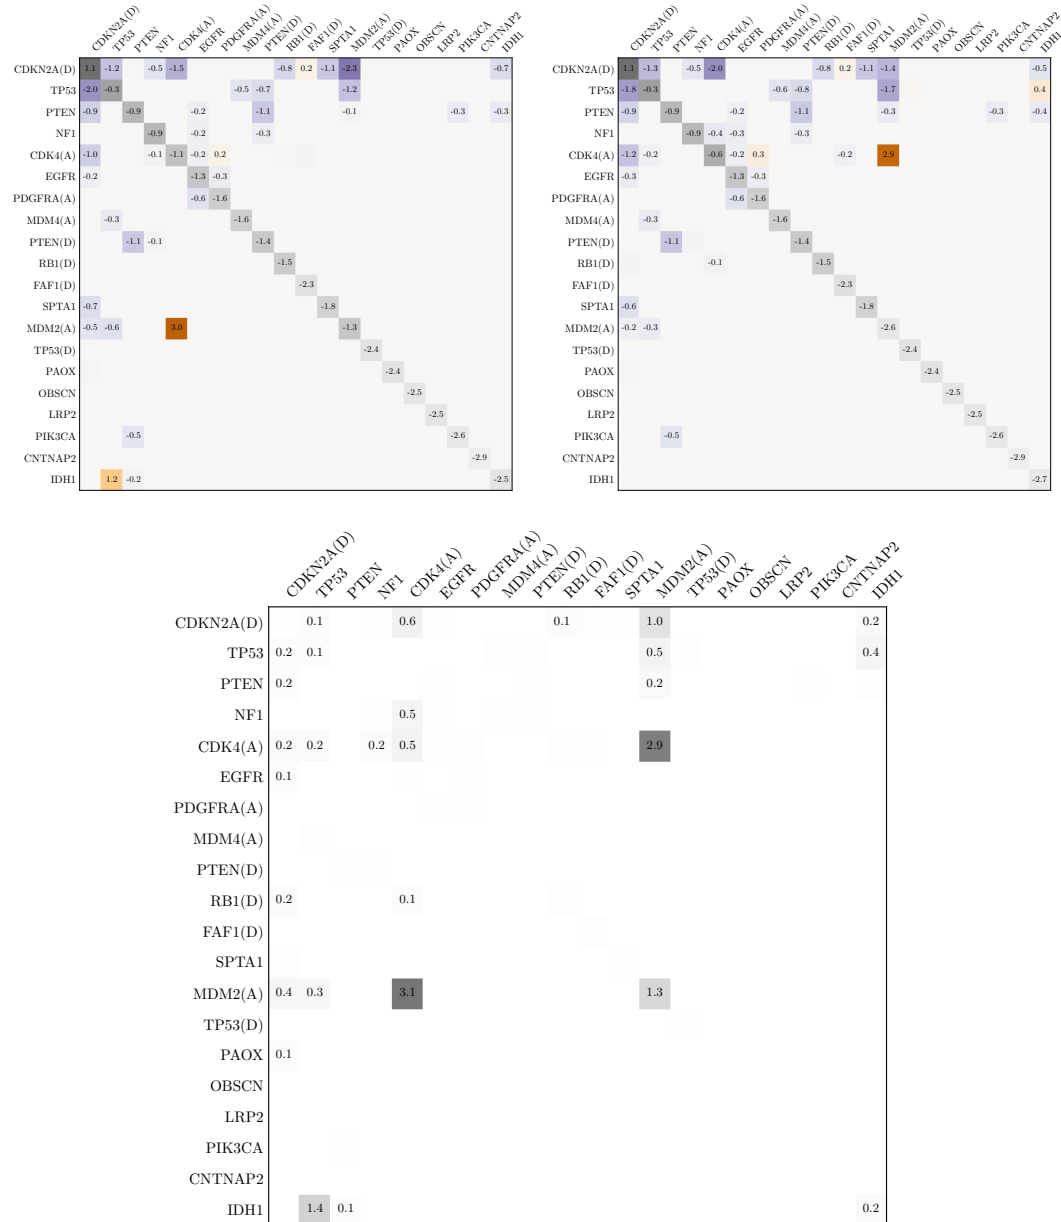 CDKN2A(D) TP53 PTEN NF1 CDK4(A) EGFR PDGFRA(A) MDM4(A) PTEN(D) RB1(D) FAF1(D) SPTA1 MDM2(A) TP53(D) PAOX OBSCN LRP2 PIK3CA CNTNAP2 IDH1
CDKN2A(D) 1.1 -1.2 -0.5 -1.5 -0.8 0.2 -1.1 -2.3 -0.7
TP53 -2.0 -0.3 -0.5 -0.7 -1.2
PTEN -0.9 -0.9 -0.2 -1.1 -0.1 -0.3 -0.3
NF1 -0.9 -0.2 -0.3
CDK4(A) -1.0 -0.1 -1.1 -0.2 0.2
EGFR -0.2 -1.3 -0.3
PDGFRA(A) -0.6 -1.6
MDM4(A) -0.3 -1.6
PTEN(D) -1.1 -0.1 -1.4
RB1(D) -1.5
FAF1(D) -2.3
SPTA1 -0.7 -1.8
MDM2(A) -0.5 -0.6 3.0 -1.3
TP53(D) -2.4
PAOX -2.4
OBSCN -2.5
LRP2 -2.5
PIK3CA -0.5 -2.6
CNTNAP2 -2.9
IDH1 1.2 -0.2 -2.5
CDKN2A(D) TP53 PTEN NF1 CDK4(A) EGFR PDGFRA(A) MDM4(A) PTEN(D) RB1(D) FAF1(D) SPTA1 MDM2(A) TP53(D) PAOX OBSCN LRP2 PIK3CA CNTNAP2 IDH1
CDKN2A(D) 1.1 -1.3 -0.5 -2.0 -0.8 0.2 -1.1 -1.4 -0.5
TP53 -1.8 -0.3 -0.6 -0.8 -1.7 0.4
PTEN -0.9 -0.9 -0.2 -1.1 -0.3 -0.3 -0.4
NF1 -0.9 -0.4 -0.3 -0.3
CDK4(A) -1.2 -0.2 -0.6 -0.2 0.3 -0.2 2.9
EGFR -0.3 -1.3 -0.3
PDGFRA(A) -0.6 -1.6
MDM4(A) -0.3 -1.6
PTEN(D) -1.1 -1.4
RB1(D) -0.1 -1.5
FAF1(D) -2.3
SPTA1 -0.6 -1.8
MDM2(A) -0.2 -0.3 -2.6
TP53(D) -2.4
PAOX -2.4
OBSCN -2.5
LRP2 -2.5
PIK3CA -0.5 -2.6
CNTNAP2 -2.9
IDH1 -2.7
CDKN2A(D) TP53 PTEN NF1 CDK4(A) EGFR PDGFRA(A) MDM4(A) PTEN(D) RB1(D) FAF1(D) SPTA1 MDM2(A) TP53(D) PAOX OBSCN LRP2 PIK3CA CNTNAP2 IDH1
CDKN2A(D) 0.1 0.6 0.1 1.0 0.2
TP53 0.2 0.1 0.5 0.4
PTEN 0.2 0.2
NF1 0.5
CDK4(A) 0.2 0.2 0.2 0.5 2.9
EGFR 0.1
PDGFRA(A)
MDM4(A)
PTEN(D)
RB1(D) 0.2 0.1
FAF1(D)
SPTA1
MDM2(A) 0.4 0.3 3.1 1.3
TP53(D)
PAOX 0.1
OBSCN
LRP2
PIK3CA
CNTNAP2
IDH1 1.4 0.1 0.2